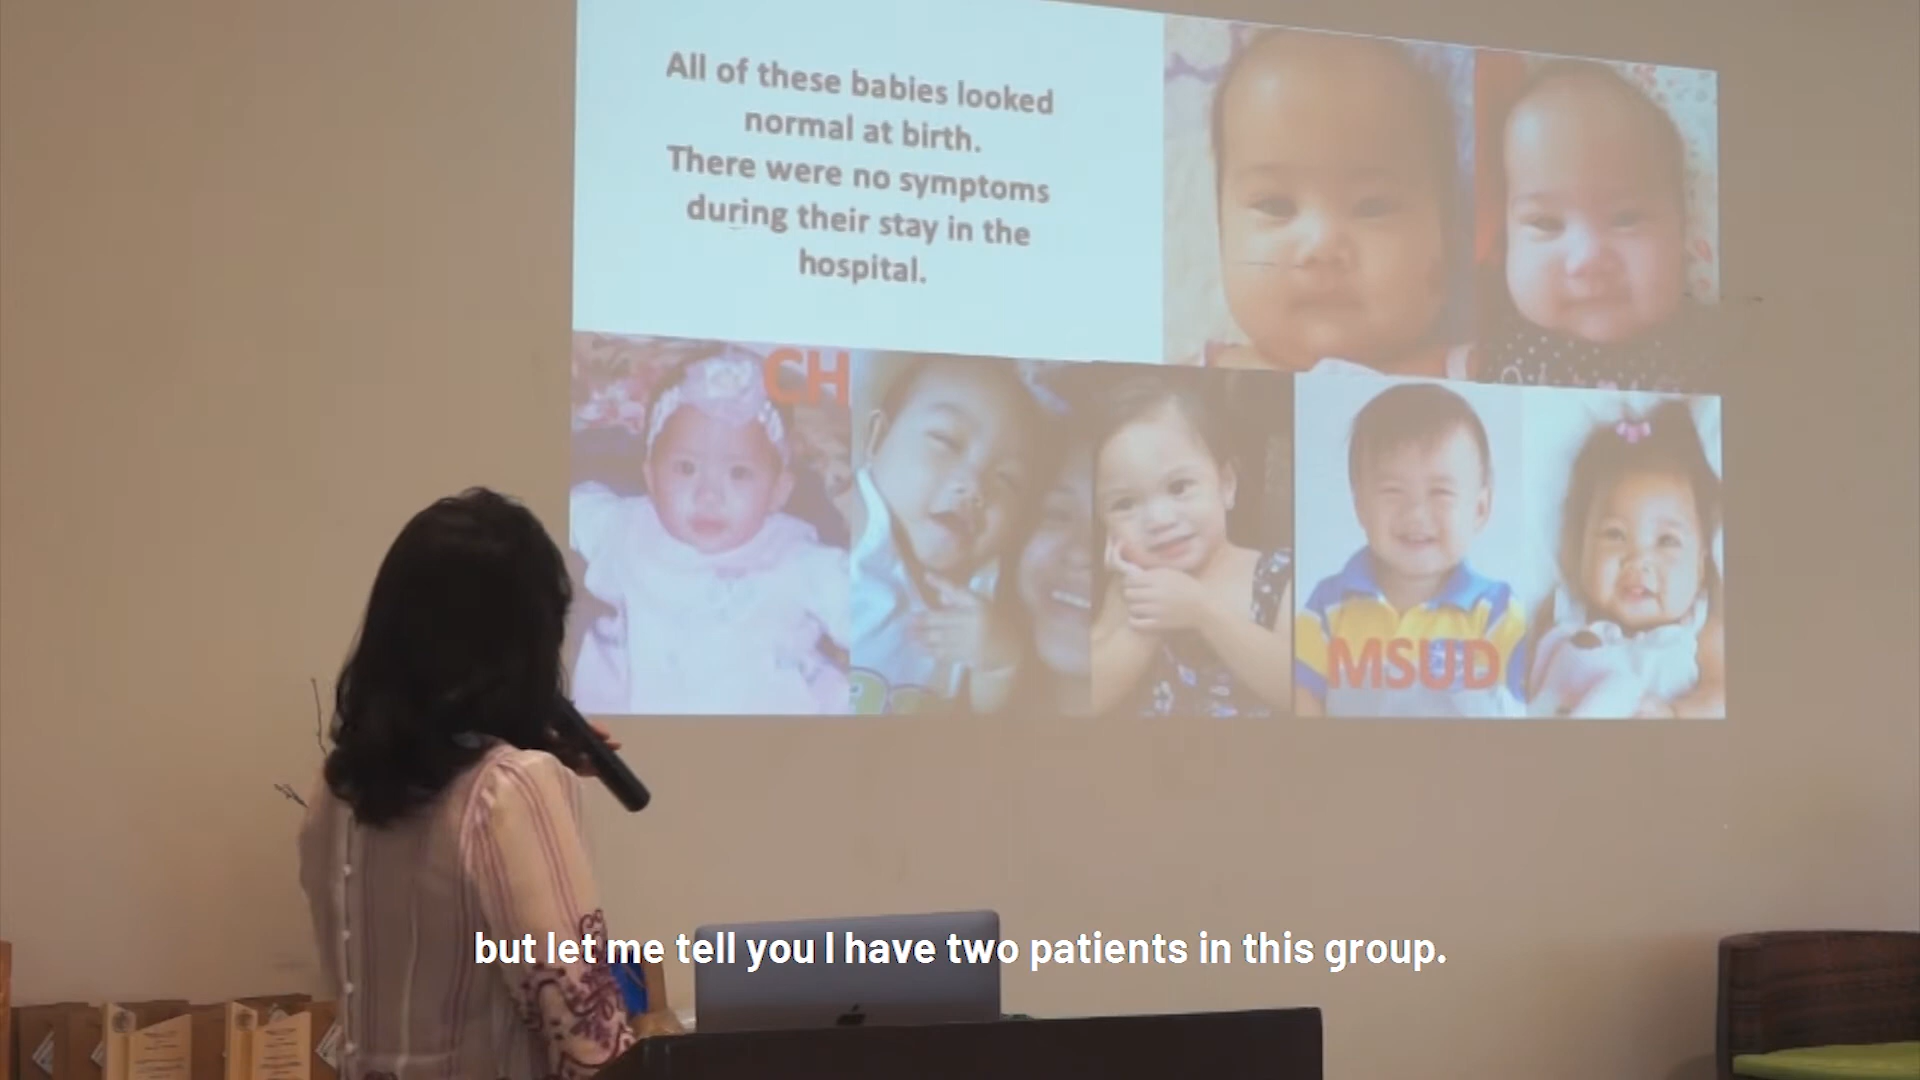 All of these babies looked
normal at birth.
There were no symptoms
during their stay in the
hospital.
CH
MSUD
but let me tell you I have two patients in this group.